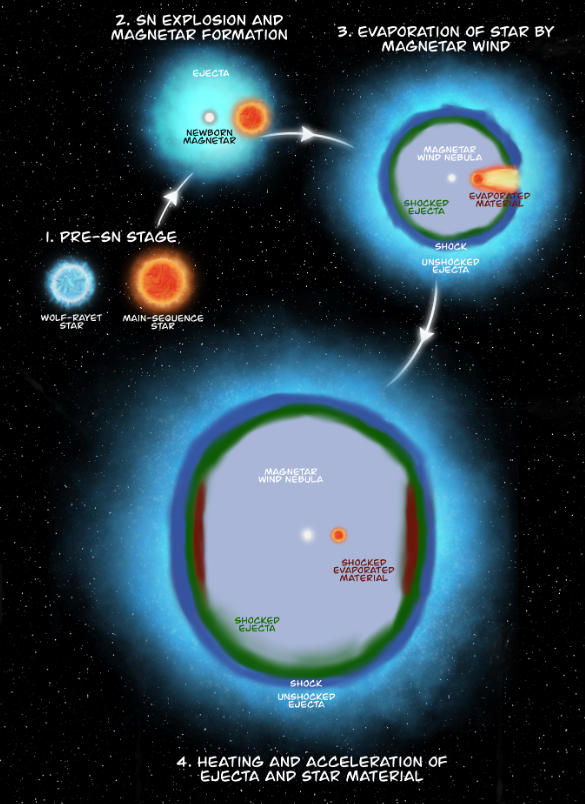 1. PRE-SN STAGE
WOLF-RAYET
STAR
MAIN-SEQUENCE
STAR
2. SN EXPLOSION AND
MAGNETAR FORMATION
EJECTA
NEWBORN
MAGNETAR
3. EVAPORATION OF STAR BY
MAGNETAR WIND
MAGNETAR
WIND NEBULA
EVAPORATED
MATERIAL
SHOCKED
EJECTA
SHOCK
UNSHOCKED
EJECTA
MAGNETAR
WIND NEBULA
SHOCKED
EVAPORATED
MATERIAL
SHOCKED
EJECTA
SHOCK
UNSHOCKED
EJECTA
4. HEATING AND ACCELERATION OF
EJECTA AND STAR MATERIAL